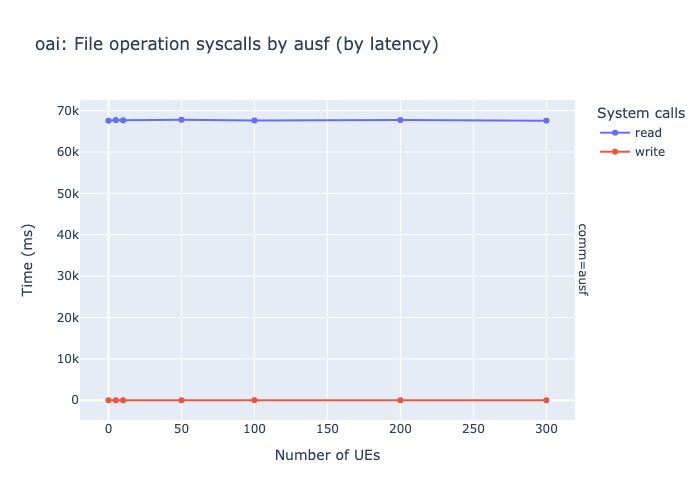 oai: File operation syscalls by ausf (by latency)
System calls
read
write
70k
60k
50k
40k
30k
20k
10k
0
Time (ms)
comm=ausf
0 50 100 150 200 250 300
Number of UEs